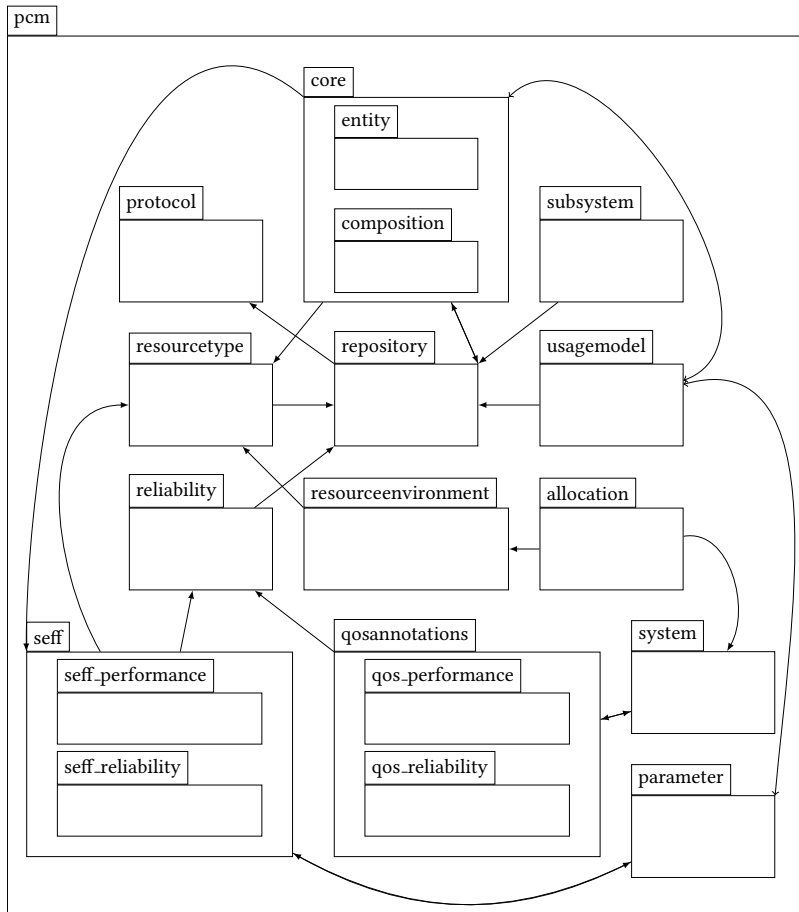 pcm
core
entity
protocol
composition
subsystem
resourcetype
repository
usagemodel
reliability
resourceenvironment
allocation
seff
qosannotations
system
seff_performance
qos_performance
seff_reliability
qos_reliability
parameter